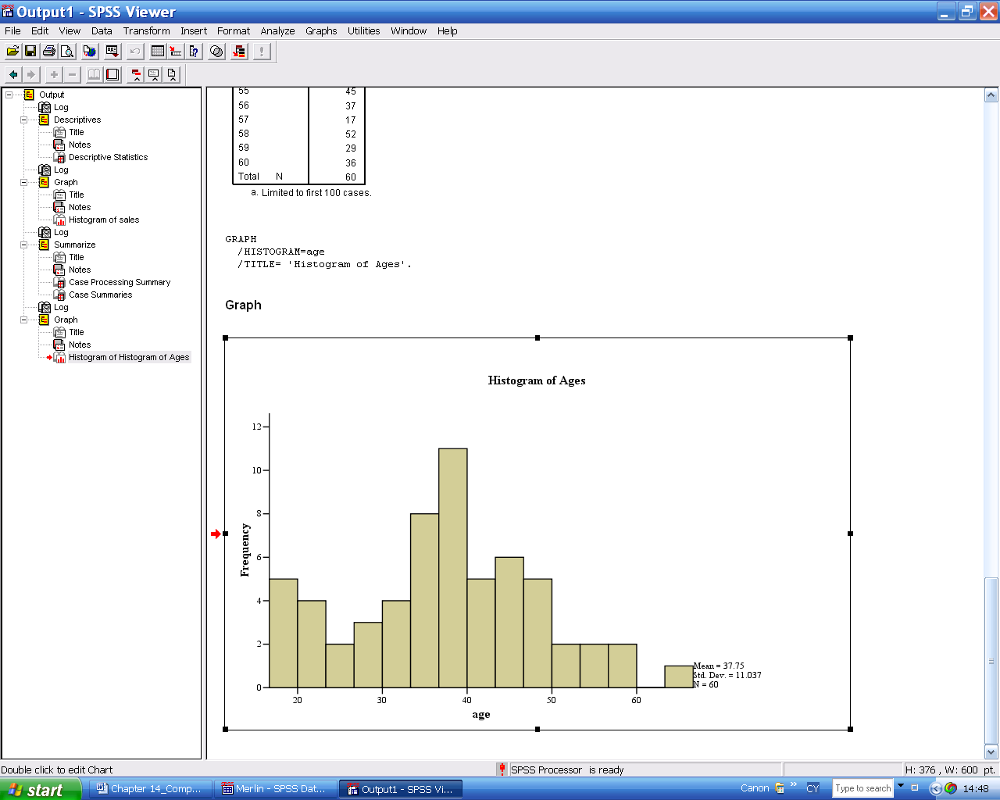 Output1 - SPSS Viewer
File Edit View Data Transform Insert Format Analyze Graphs Utilities Window Help
Output
Log
Descriptives
Title
Notes
Descriptive Statistics
Log
Graph
Title
Notes
Histogram of sales
Log
Summarize
Title
Notes
Case Processing Summary
Case Summaries
Log
Graph
Title
Notes
Histogram of Histogram of Ages
55 45
56 37
57 17
58 52
59 29
60 36
Total N 60
a. Limited to first 100 cases.
GRAPH
/HISTOGRAM=age
/TITLE= 'Histogram of Ages'.
Graph
Histogram of Ages
12
10
8
6
4
2
0
Frequency
20 30 40 50 60
age
Mean = 37.75
Std. Dev. = 11.037
N = 60
Double click to edit Chart
SPSS Processor is ready
H: 376 , W: 600 pt.
start
Chapter 14_Comp...
Merlin - SPSS Dat...
Output1 - SPSS Vi...
Canon
»
CY
Type to search
14:48